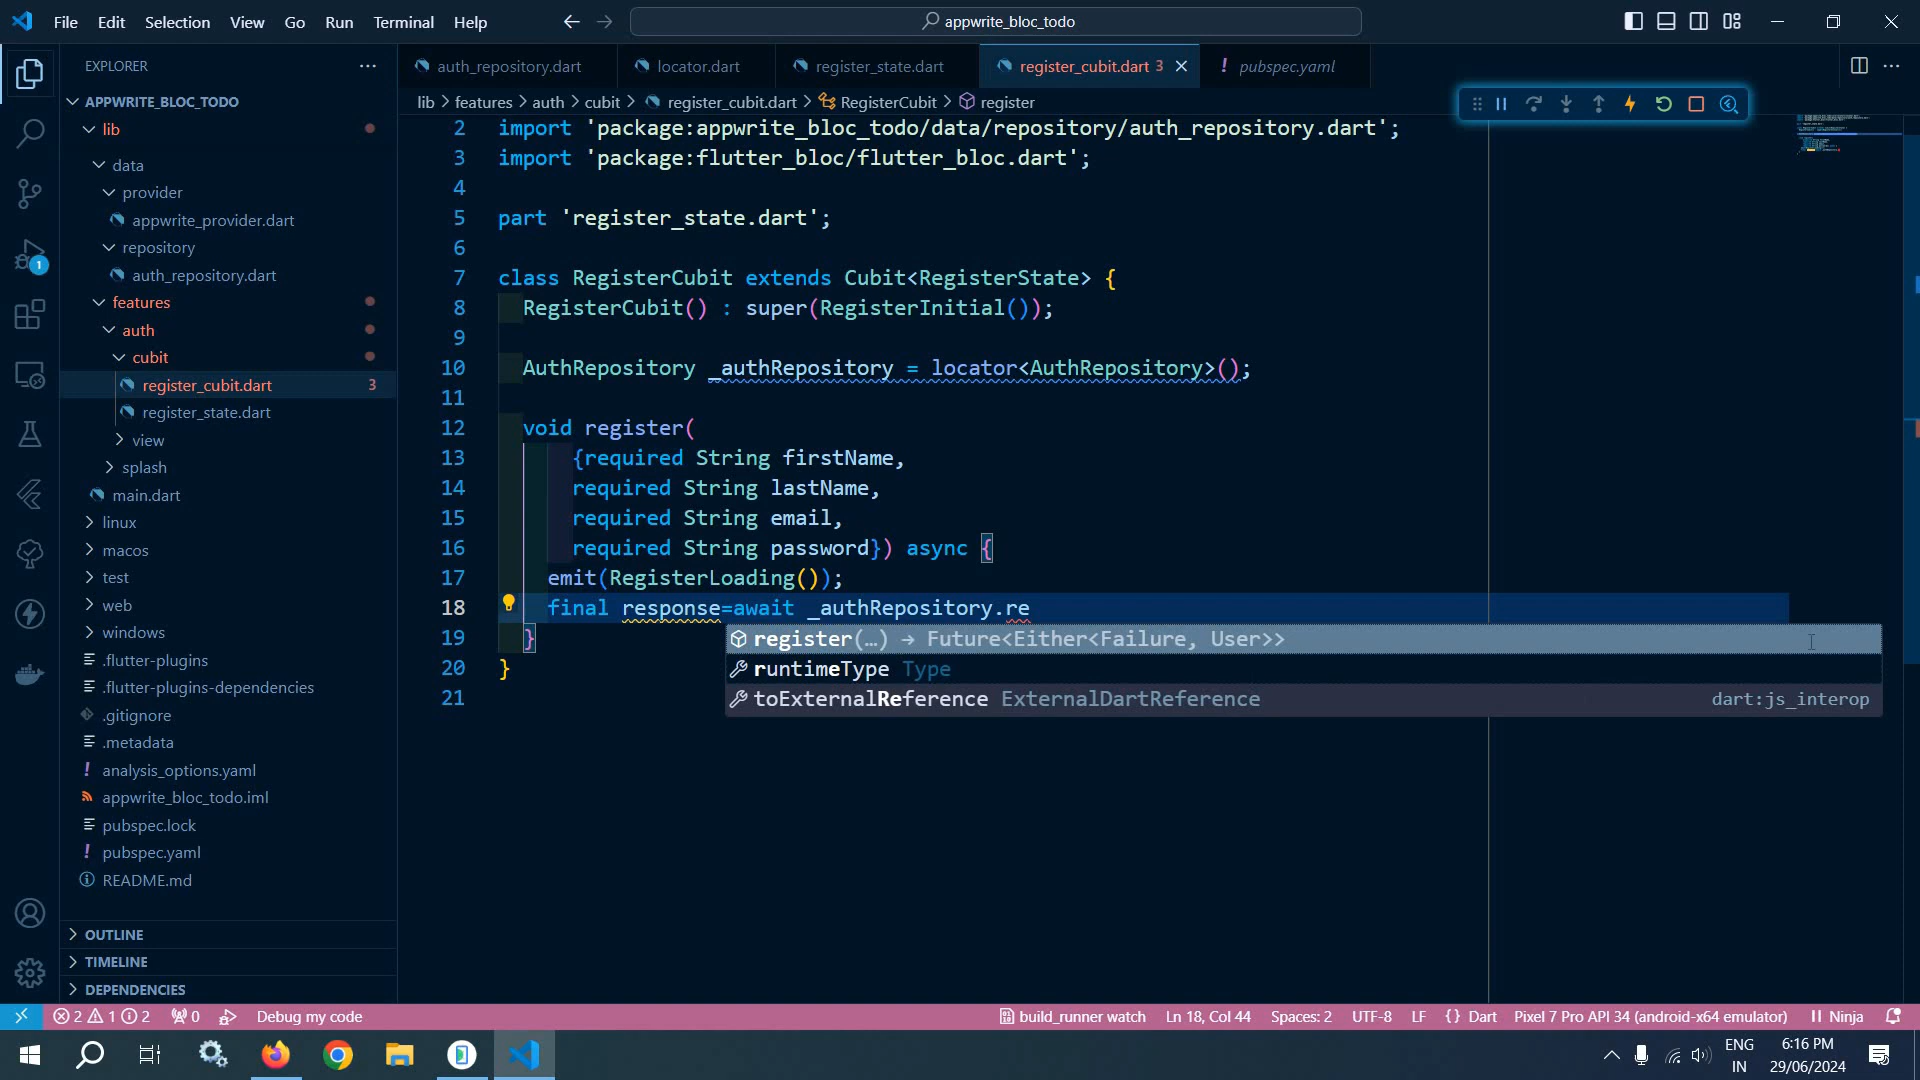 File Edit Selection View Go Run Terminal Help
appwrite_bloc_todo
EXPLORER
APPWRITE_BLOC_TODO
lib
data
provider
appwrite_provider.dart
repository
auth_repository.dart
features
auth
cubit
register_cubit.dart 3
register_state.dart
view
splash
main.dart
linux
macos
test
web
windows
.flutter-plugins
.flutter-plugins-dependencies
.gitignore
.metadata
analysis_options.yaml
appwrite_bloc_todo.iml
pubspec.lock
pubspec.yaml
README.md
OUTLINE
TIMELINE
DEPENDENCIES
1
auth_repository.dart locator.dart register_state.dart register_cubit.dart 3 ! pubspec.yaml
lib > features > auth > cubit > register_cubit.dart > RegisterCubit > register
2 import 'package:appwrite_bloc_todo/data/repository/auth_repository.dart';
3 import 'package:flutter_bloc/flutter_bloc.dart';
4
5 part 'register_state.dart';
6
7 class RegisterCubit extends Cubit<RegisterState> {
8 RegisterCubit() : super(RegisterInitial());
9
10 AuthRepository _authRepository = locator<AuthRepository>();
11
12 void register(
13 {required String firstName,
14 required String lastName,
15 required String email,
16 required String password}) async {
17 emit(RegisterLoading());
18 final response=await _authRepository.re
19 }
20 }
21
register(…) → Future<Either<Failure, User>>
runtimeType Type
toExternalReference ExternalDartReference dart:js_interop
2 1 2 0 Debug my code
build_runner watch Ln 18, Col 44 Spaces: 2 UTF-8 LF {} Dart Pixel 7 Pro API 34 (android-x64 emulator) Ninja
ENG
IN
6:16 PM
29/06/2024